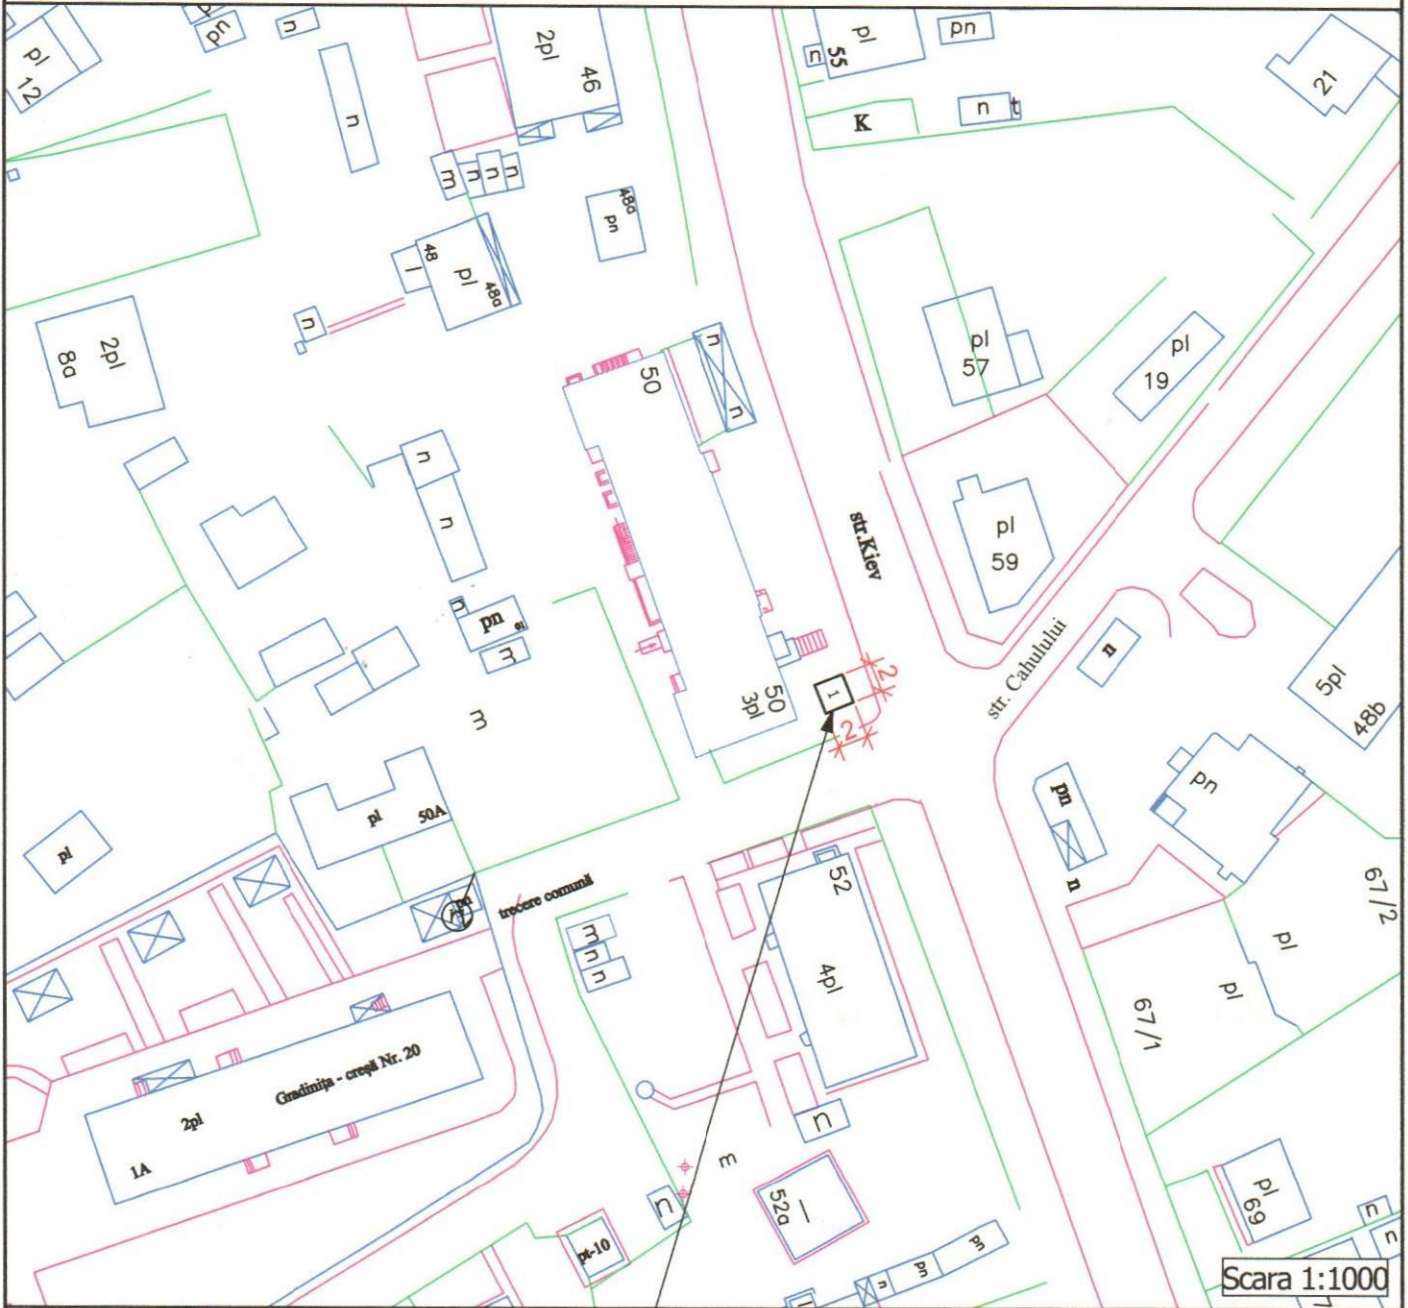 pl
12
pn
n
n
2pl
46
n
55
pl
pn
K
n
t
21
m
n
n
n
48a
pn
48
pl
48a
l
n
8a
2pl
50
n
n
pl
57
pl
19
n
n
str.Kiev
pl
59
n
pn
m
m
50
3pl
1
2
2
str. Cahulului
n
5pl
48b
pn
pn
n
pl
50A
pl
pn
trecere comună
52
4pl
m
n
n
67/2
pl
pl
67/1
Gradinița - creșă Nr. 20
2pl
1A
n
m
n
52a
l
pt-10
pn
pn
n
l
pl
69
n
n
Scara 1:1000